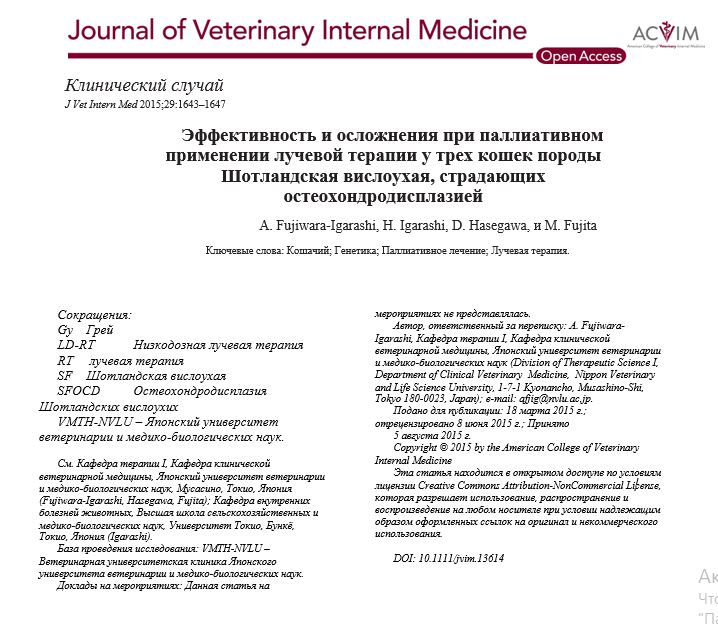 Journal of Veterinary Internal Medicine
ACVIM
American College of Veterinary Internal Medicine
Open Access
Клинический случай
J Vet Intern Med 2015;29:1643–1647
Эффективность и осложнения при паллиативном
применении лучевой терапии у трех кошек породы
Шотландская вислоухая, страдающих
остеохондродисплазией
A. Fujiwara-Igarashi, H. Igarashi, D. Hasegawa, и M. Fujita
Ключевые слова: Кошачий; Генетика; Паллиативное лечение; Лучевая терапия.
Сокращения:
Gy Грей
LD-RT Низкодозная лучевая терапия
RT лучевая терапия
SF Шотландская вислоухая
SFOCD Остеохондродисплазия
Шотландских вислоухих
VMTH-NVLU – Японский университет
ветеринарии и медико-биологических наук.
См. Кафедра терапии I, Кафедра клинической
ветеринарной медицины, Японский университет ветеринарии
и медико-биологических наук, Мусасино, Токио, Япония
(Fujiwara-Igarashi, Hasegawa, Fujita); Кафедра внутренних
болезней животных, Высшая школа сельскохозяйственных и
медико-биологических наук, Университет Токио, Бункё,
Токио, Япония (Igarashi).
База проведения исследования: VMTH-NVLU –
Ветеринарная университетская клиника Японского
университета ветеринарии и медико-биологических наук.
Доклады на мероприятиях: Данная статья на
мероприятиях не представлялась.
Автор, ответственный за переписку: A. Fujiwara-
Igarashi, Кафедра терапии I, Кафедра клинической
ветеринарной медицины, Японский университет ветеринарии
и медико-биологических наук (Division of Therapeutic Science I,
Department of Clinical Veterinary Medicine, Nippon Veterinary
and Life Science University, 1-7-1 Kyonancho, Musashino-Shi,
Tokyo 180-0023, Japan); e-mail: afjig@nvlu.ac.jp.
Подано для публикации: 18 марта 2015 г.;
отрецензировано 8 июня 2015 г.; Принято
5 августа 2015 г.
Copyright © 2015 by the American College of Veterinary
Internal Medicine
Эта статья находится в открытом доступе по условиям
лицензии Creative Commons Attribution-NonCommercial License,
которая разрешает использование, распространение и
воспроизведение на любом носителе при условии надлежащим
образом оформленных ссылок на оригинал и некоммерческого
использования.
DOI: 10.1111/jvim.13614
Ак
Что
"Па